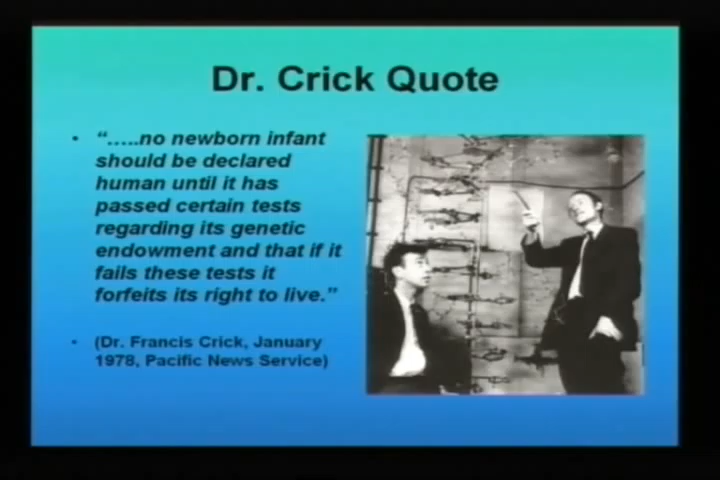 Dr. Crick Quote
• “…..no newborn infant
should be declared
human until it has
passed certain tests
regarding its genetic
endowment and that if it
fails these tests it
forfeits its right to live.”
• (Dr. Francis Crick, January
1978, Pacific News Service)